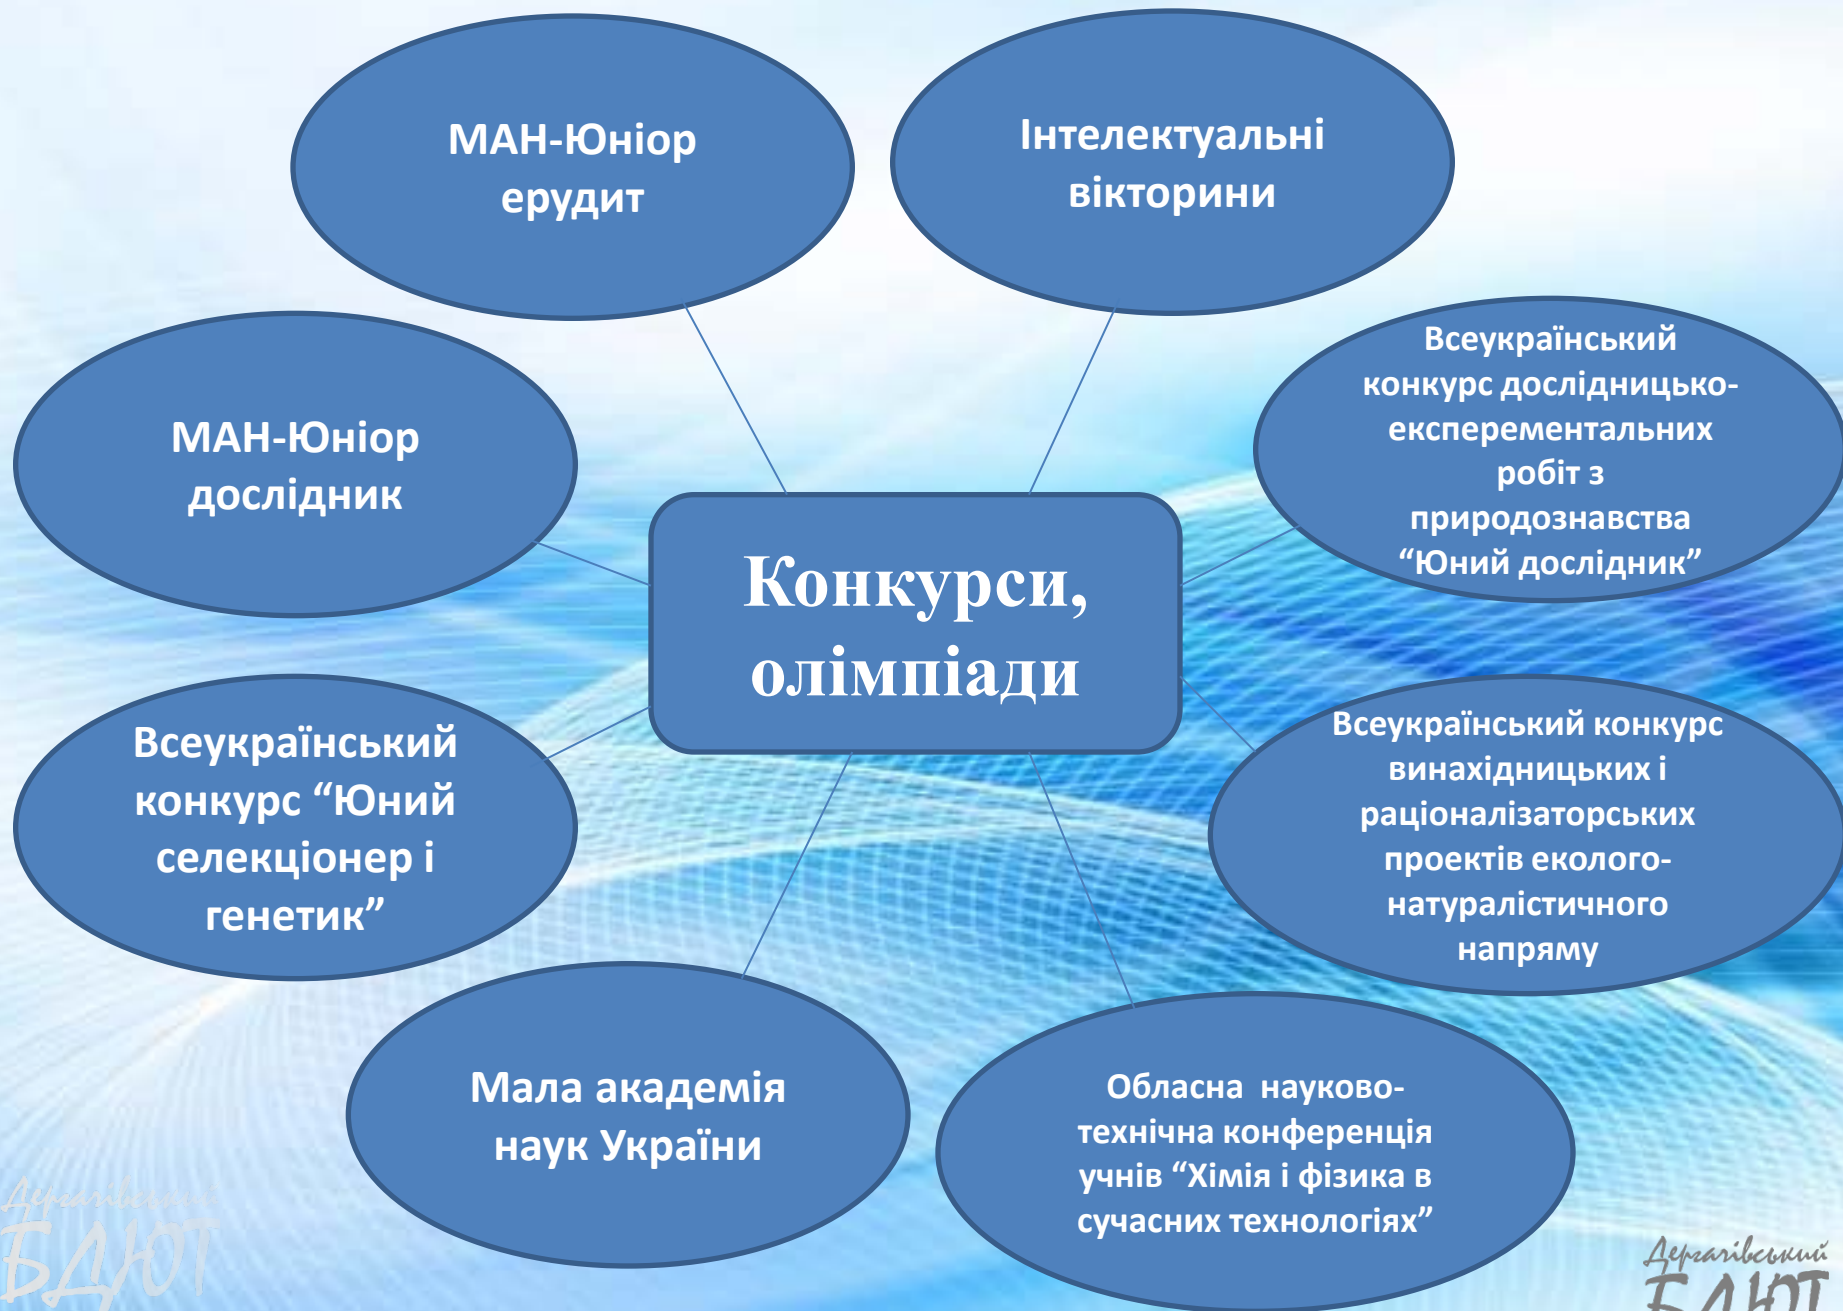 МАН-Юніор
ерудит
Інтелектуальні
вікторини
МАН-Юніор
дослідник
Всеукраїнський
конкурс дослідницько-
експерементальних
робіт з
природознавства
“Юний дослідник”
Конкурси,
олімпіади
Всеукраїнський
конкурс “Юний
селекціонер і
генетик”
Всеукраїнський конкурс
винахідницьких і
раціоналізаторських
проектів еколого-
натуралістичного
напряму
Мала академія
наук України
Обласна науково-
технічна конференція
учнів “Хімія і фізика в
сучасних технологіях”
Дергачівський
БДЮТ
Дергачівський
БДЮТ